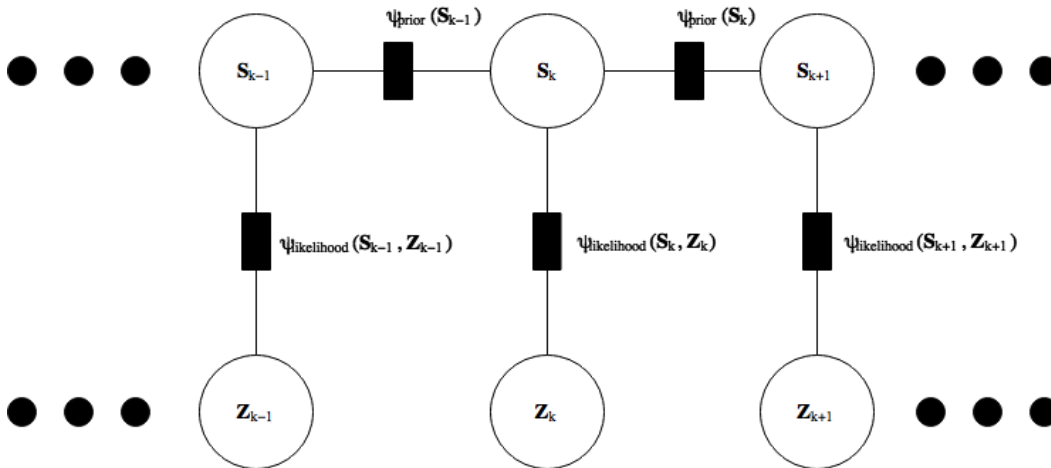 ψprior(Sk−1) ψprior(Sk)
Sk−1 Sk Sk+1
ψlikelihood(Sk−1, Zk−1) ψlikelihood(Sk, Zk) ψlikelihood(Sk+1, Zk+1)
Zk−1 Zk Zk+1